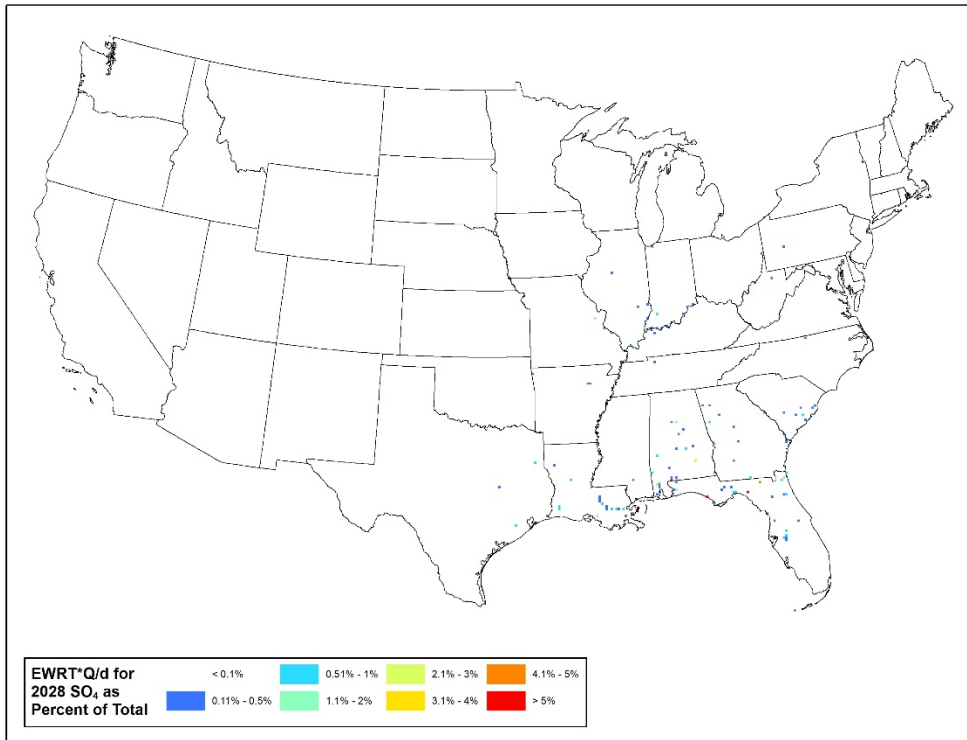 EWRT*Q/d for
2028 SO₄ as
Percent of Total
< 0.1%
0.51% - 1%
2.1% - 3%
4.1% - 5%
0.11% - 0.5%
1.1% - 2%
3.1% - 4%
> 5%